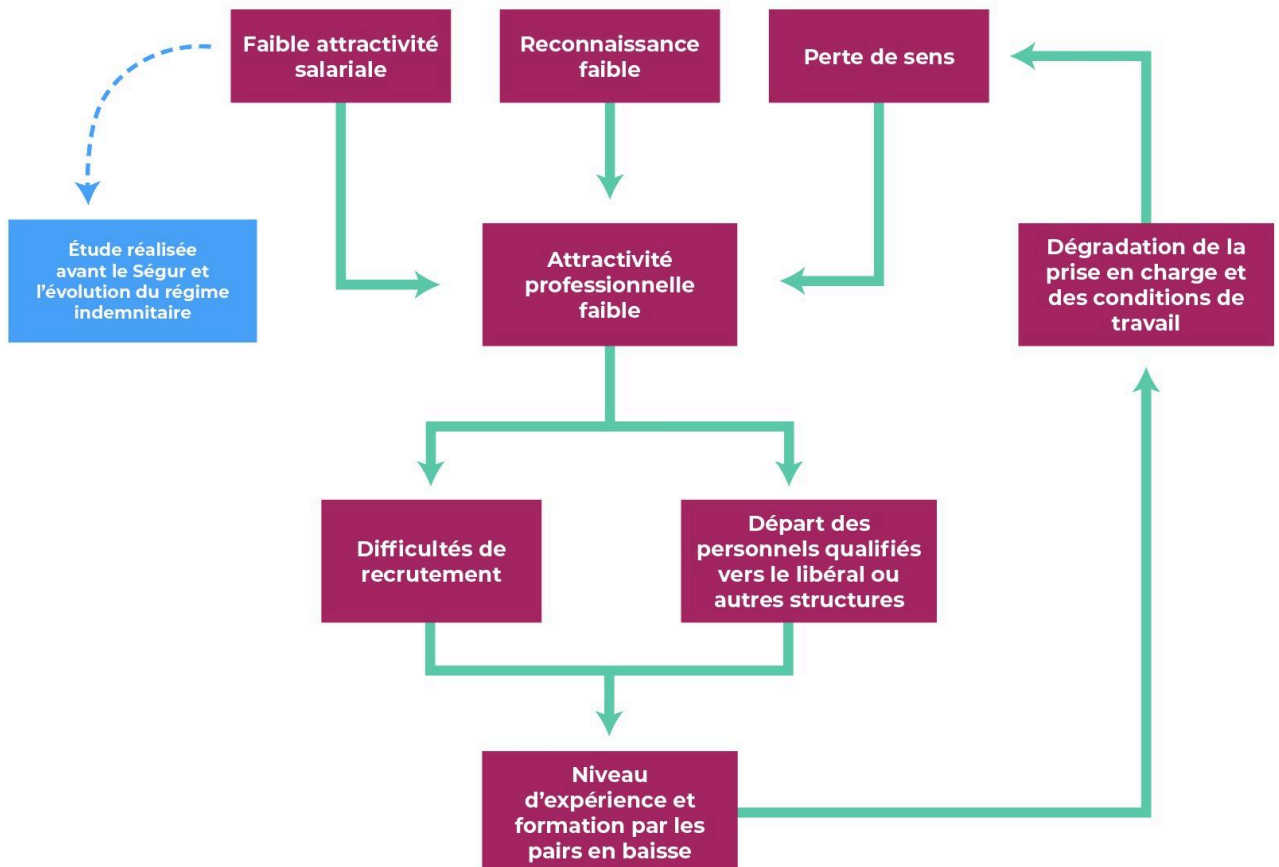 Faible attractivité
salariale
Reconnaissance
faible
Perte de sens
Étude réalisée
avant le Ségur et
l’évolution du régime
indemnitaire
Attractivité
professionnelle
faible
Dégradation de la
prise en charge et
des conditions de
travail
Difficultés de
recrutement
Départ des
personnels qualifiés
vers le libéral ou
autres structures
Niveau
d’expérience et
formation par les
pairs en baisse